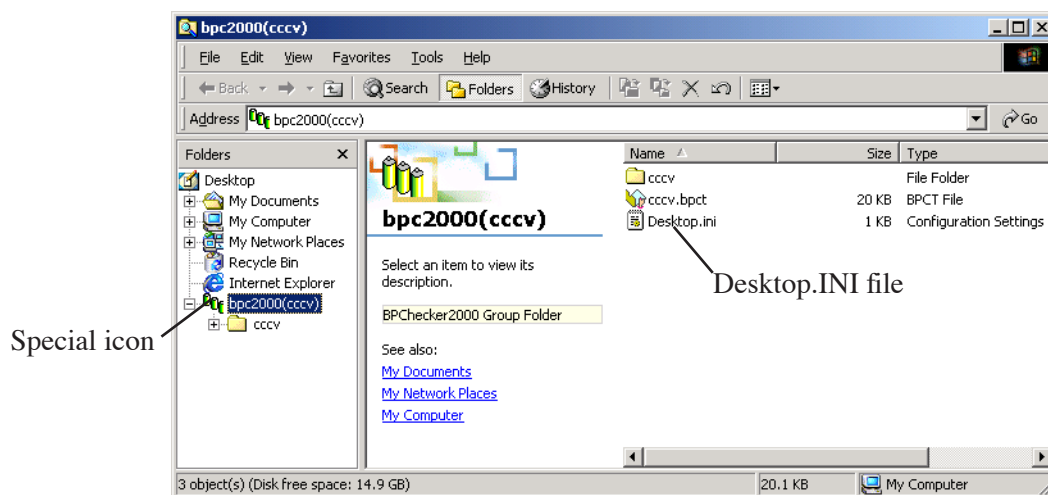 bpc2000(cccv)
File Edit View Favorites Tools Help
Back Search Folders History
Address bpc2000(cccv) Go
Folders x
Desktop
My Documents
My Computer
My Network Places
Recycle Bin
Internet Explorer
bpc2000(cccv)
cccv
Special icon
bpc2000(cccv)
Select an item to view its
description.
BPChecker2000 Group Folder
See also:
My Documents
My Network Places
My Computer
Name Size Type
cccv File Folder
cccv.bpct 20 KB BPCT File
Desktop.ini 1 KB Configuration Settings
Desktop.INI file
3 object(s) (Disk free space: 14.9 GB) 20.1 KB My Computer